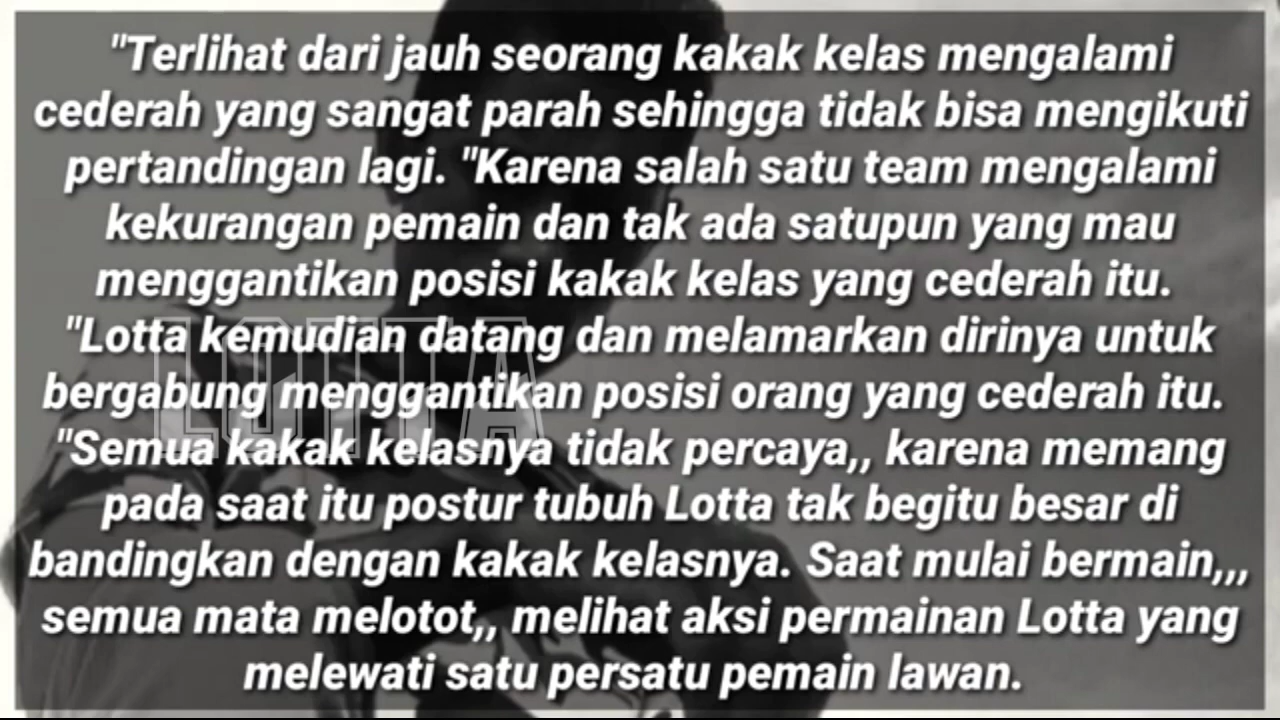 "Terlihat dari jauh seorang kakak kelas mengalami
cederah yang sangat parah sehingga tidak bisa mengikuti
pertandingan lagi. "Karena salah satu team mengalami
kekurangan pemain dan tak ada satupun yang mau
menggantikan posisi kakak kelas yang cederah itu.
"Lotta kemudian datang dan melamarkan dirinya untuk
bergabung menggantikan posisi orang yang cederah itu.
"Semua kakak kelasnya tidak percaya,, karena memang
pada saat itu postur tubuh Lotta tak begitu besar di
bandingkan dengan kakak kelasnya. Saat mulai bermain,,,
semua mata melotot,, melihat aksi permainan Lotta yang
melewati satu persatu pemain lawan.
LOTTA